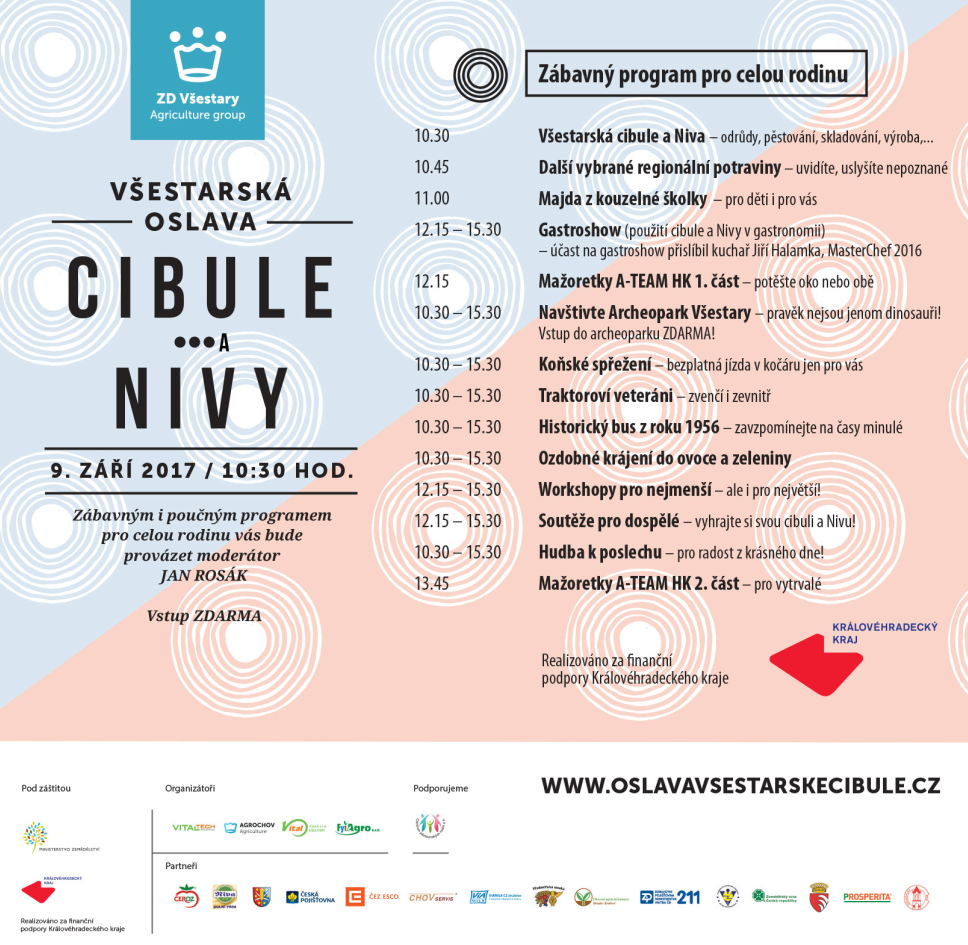 ZD Všestary
Agriculture group
VŠESTARSKÁ
OSLAVA
CIBULE
•••A
NIVY
9. ZÁŘÍ 2017 / 10:30 HOD.
Zábavným i poučným programem
pro celou rodinu vás bude
provázet moderátor
JAN ROSÁK
Vstup ZDARMA
Zábavný program pro celou rodinu
10.30 Všestarská cibule a Niva – odrůdy, pěstování, skladování, výroba,...
10.45 Další vybrané regionální potraviny – uvidíte, uslyšíte nepoznané
11.00 Majda z kouzelné školky – pro děti i pro vás
12.15 – 15.30 Gastroshow (použití cibule a Nivy v gastronomii)
– účast na gastroshow přislíbil kuchař Jiří Halamka, MasterChef 2016
12.15 Mažoretky A-TEAM HK 1. část – potěšte oko nebo obě
10.30 – 15.30 Navštivte Archeopark Všestary – pravěk nejsou jenom dinosauři!
Vstup do archeoparku ZDARMA!
10.30 – 15.30 Koňské spřežení – bezplatná jízda v kočáru jen pro vás
10.30 – 15.30 Traktoroví veteráni – zvenčí i zevnitř
10.30 – 15.30 Historický bus z roku 1956 – zavzpomínejte na časy minulé
10.30 – 15.30 Ozdobné krájení do ovoce a zeleniny
12.15 – 15.30 Workshopy pro nejmenší – ale i pro největší!
12.15 – 15.30 Soutěže pro dospělé – vyhrajte si svou cibuli a Nivu!
10.30 – 15.30 Hudba k poslechu – pro radost z krásného dne!
13.45 Mažoretky A-TEAM HK 2. část – pro vytrvalé
Realizováno za finanční
podpory Královéhradeckého kraje
KRÁLOVÉHRADECKÝ
KRAJ
WWW.OSLAVAVSESTARSKECIBULE.CZ
Pod záštitou
MINISTERSTVO ZEMĚDĚLSTVÍ
KRÁLOVÉHRADECKÝ
KRAJ
Realizováno za finanční
podpory Královéhradeckého kraje
Organizátoři
VITALTECH
AGROCHOV
Agriculture
Vital
fytAgro s.r.o.
Podporujeme
Partneři
CEROZ
Niva
ČESKÁ
POJIŠŤOVNA
ČEZ ESCO
CHOVSERVIS
211
PROSPERITA